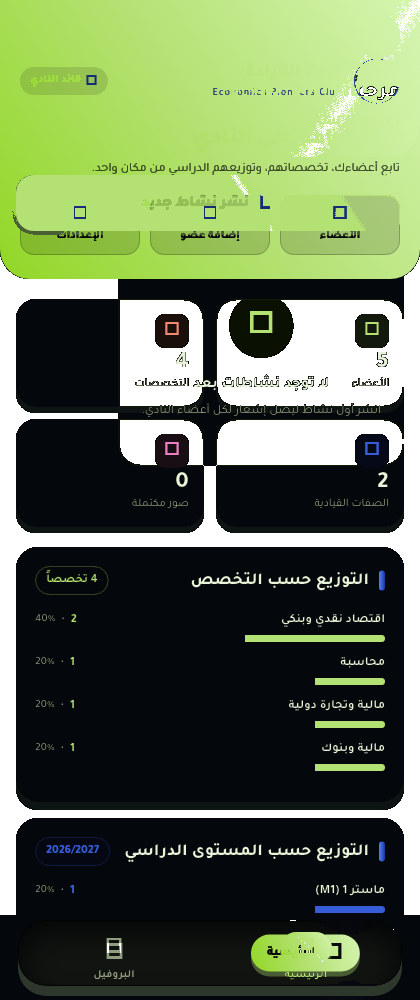 قائد النادي
تابع أعضاءك، تخصصاتهم، وتوزيعهم الدراسي من مكان واحد.
نشر نشاط جديد
الأعضاء
إضافة عضو
الإعدادات
5
الأعضاء
4
التخصصات
لا توجد نشاطات بعد
انشر أول نشاط ليصل إشعار لكل أعضاء النادي.
2
الصفات القيادية
0
صور مكتملة
التوزيع حسب التخصص
4 تخصصاً
اقتصاد نقدي وبنكي
2 · 40%
محاسبة
1 · 20%
مالية وتجارة دولية
1 · 20%
مالية وبنوك
1 · 20%
التوزيع حسب المستوى الدراسي
2026/2027
ماستر 1 (M1)
1 · 20%
الرئيسية
البروفيل